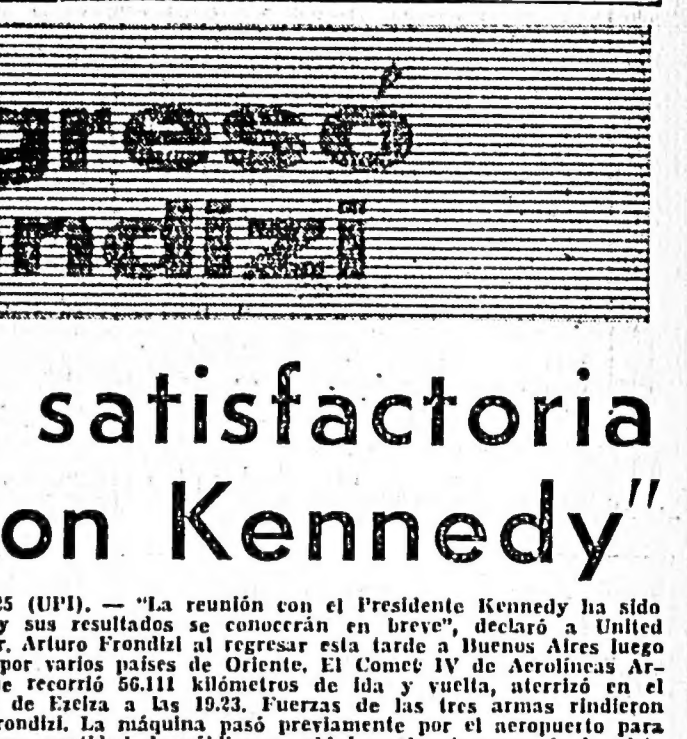 gresó
ndizi
satisfactoria
on Kennedy"
25 (UPI). — "La reunión con el Presidente Kennedy ha sido
y sus resultados se conocerán en breve", declaró a United
r. Arturo Frondizi al regresar esta tarde a Buenos Aires luego
por varios países de Oriente. El Comet IV de Aerolíneas Ar-
e recorrió 56.111 kilómetros de ida y vuelta, aterrizó en el
de Ezeiza a las 19.23. Fuerzas de las tres armas rindieron
rondizi. La máquina pasó previamente por el aeropuerto para